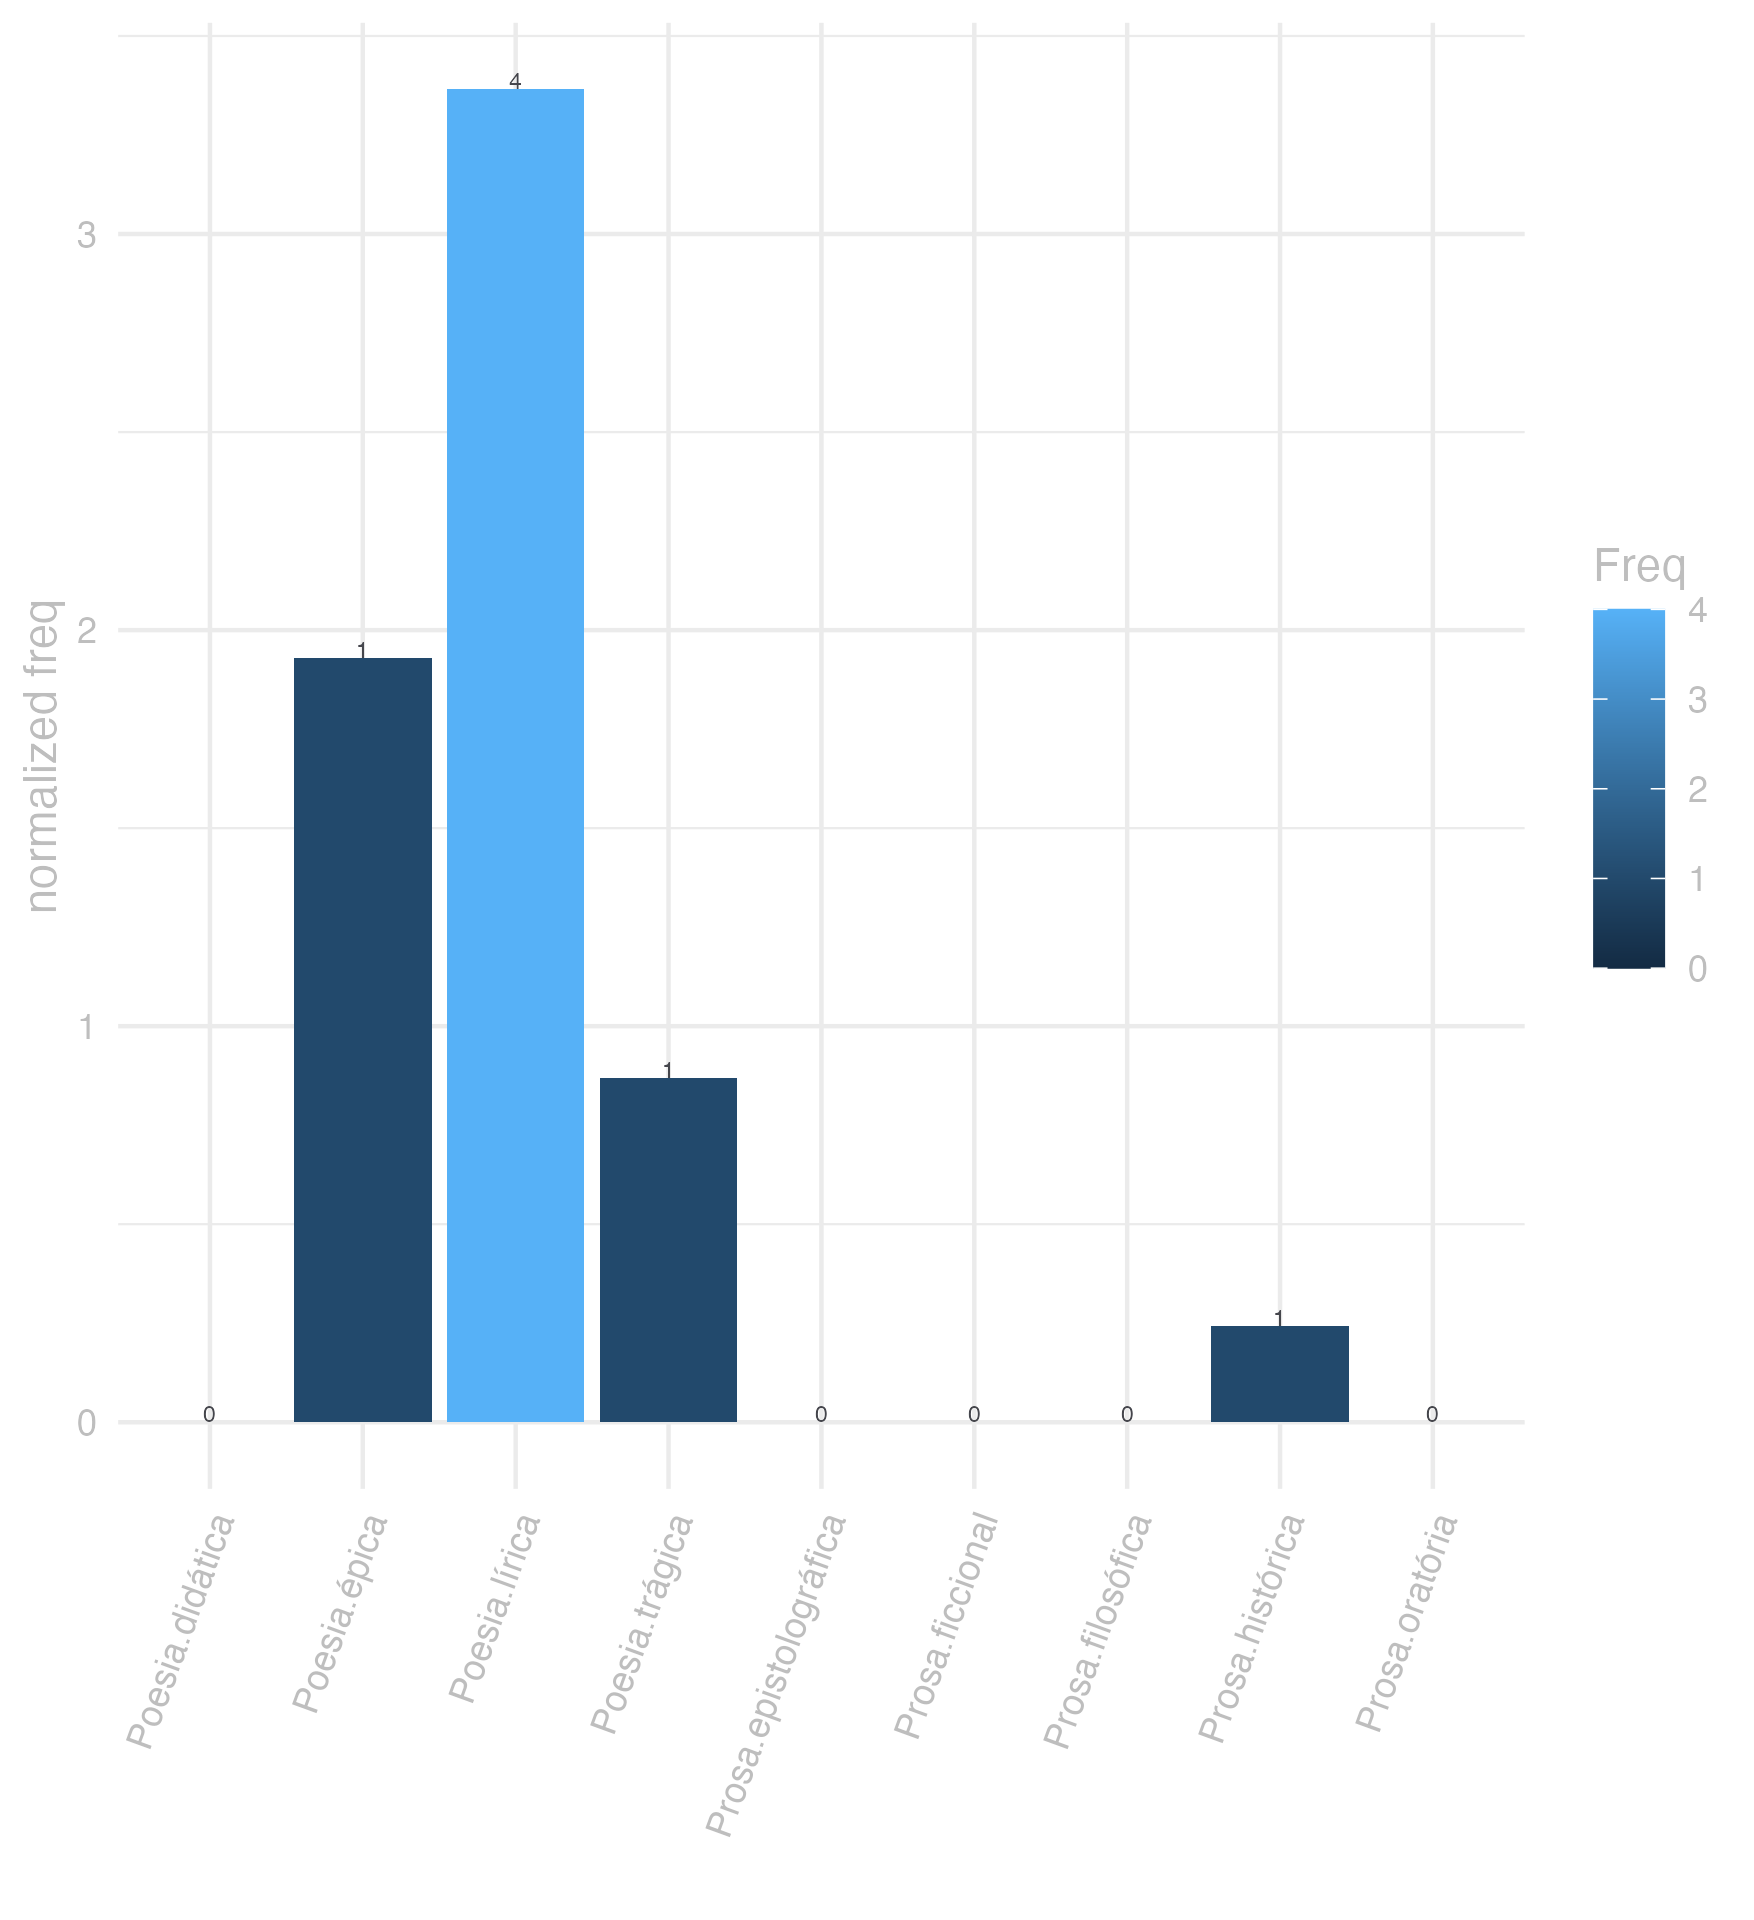 normalized freq
3
2
1
0
0
1
4
1
0
0
0
1
0
Poesia.didática
Poesia.épica
Poesia.lírica
Poesia.trágica
Prosa.epistolográfica
Prosa.ficcional
Prosa.filosófica
Prosa.histórica
Prosa.oratória
Freq
4
3
2
1
0